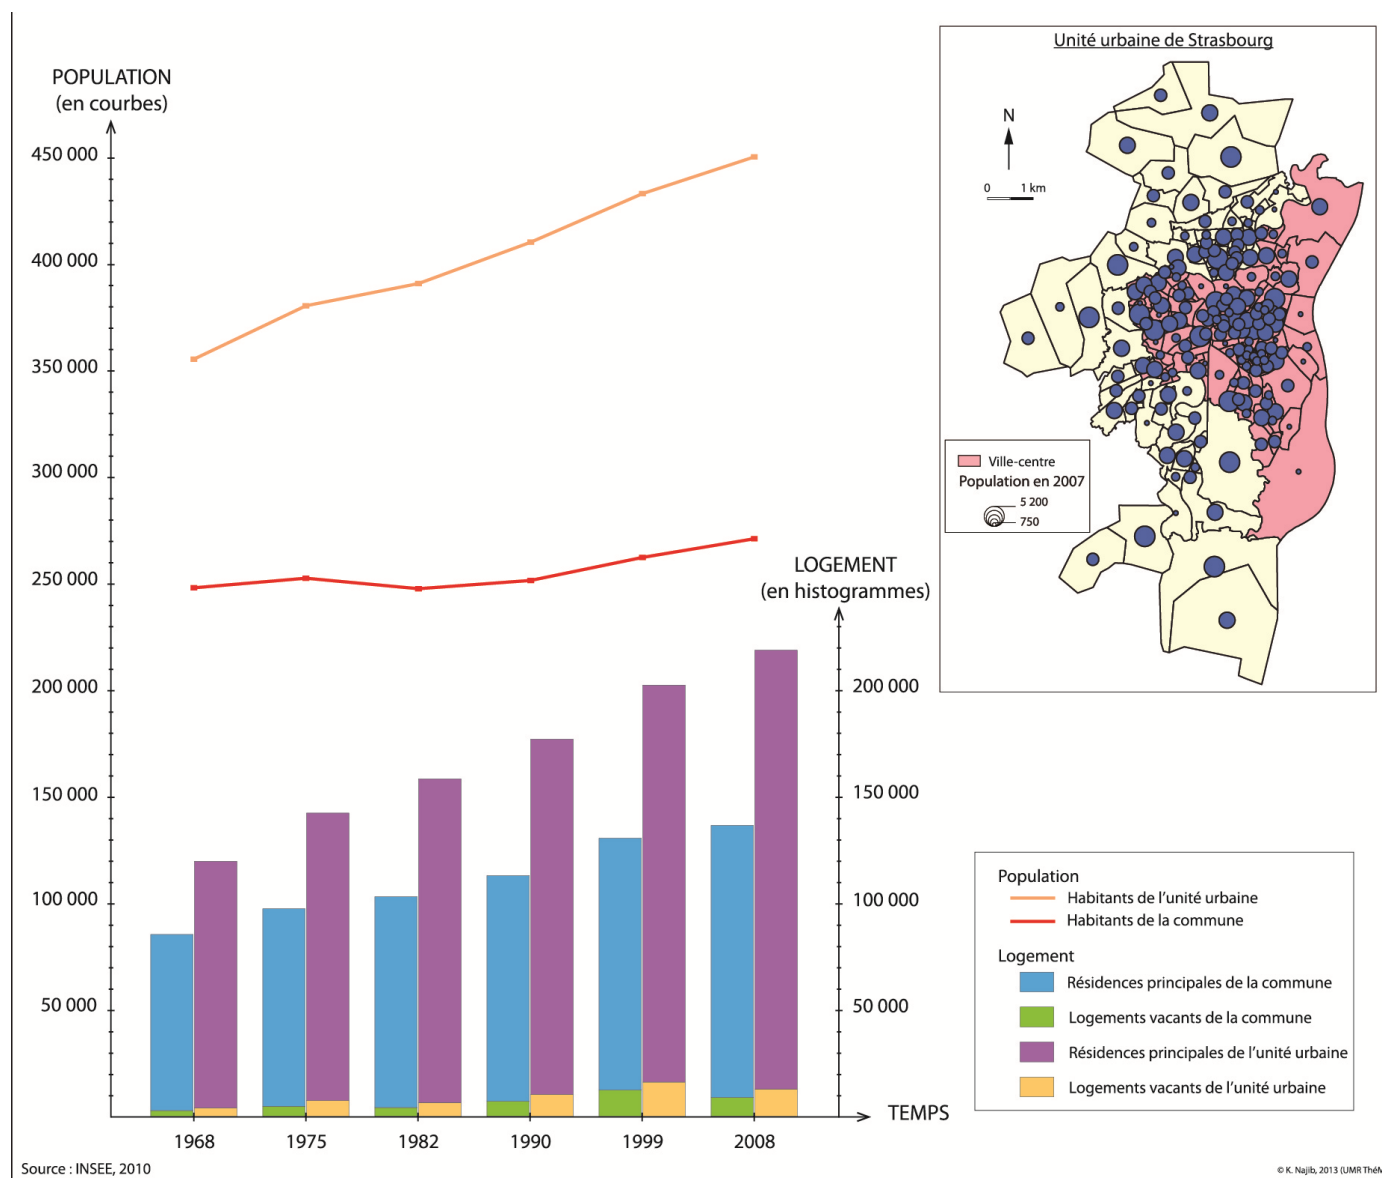 POPULATION
(en courbes)
450 000
400 000
350 000
300 000
250 000
200 000
150 000
100 000
50 000
LOGEMENT
(en histogrammes)
200 000
150 000
100 000
50 000
TEMPS
1968
1975
1982
1990
1999
2008
Source : INSEE, 2010
Unité urbaine de Strasbourg
N
0 1 km
Ville-centre
Population en 2007
5 200
750
Population
Habitants de l'unité urbaine
Habitants de la commune
Logement
Résidences principales de la commune
Logements vacants de la commune
Résidences principales de l'unité urbaine
Logements vacants de l'unité urbaine
© K. Najib, 2013 (UMR ThéM